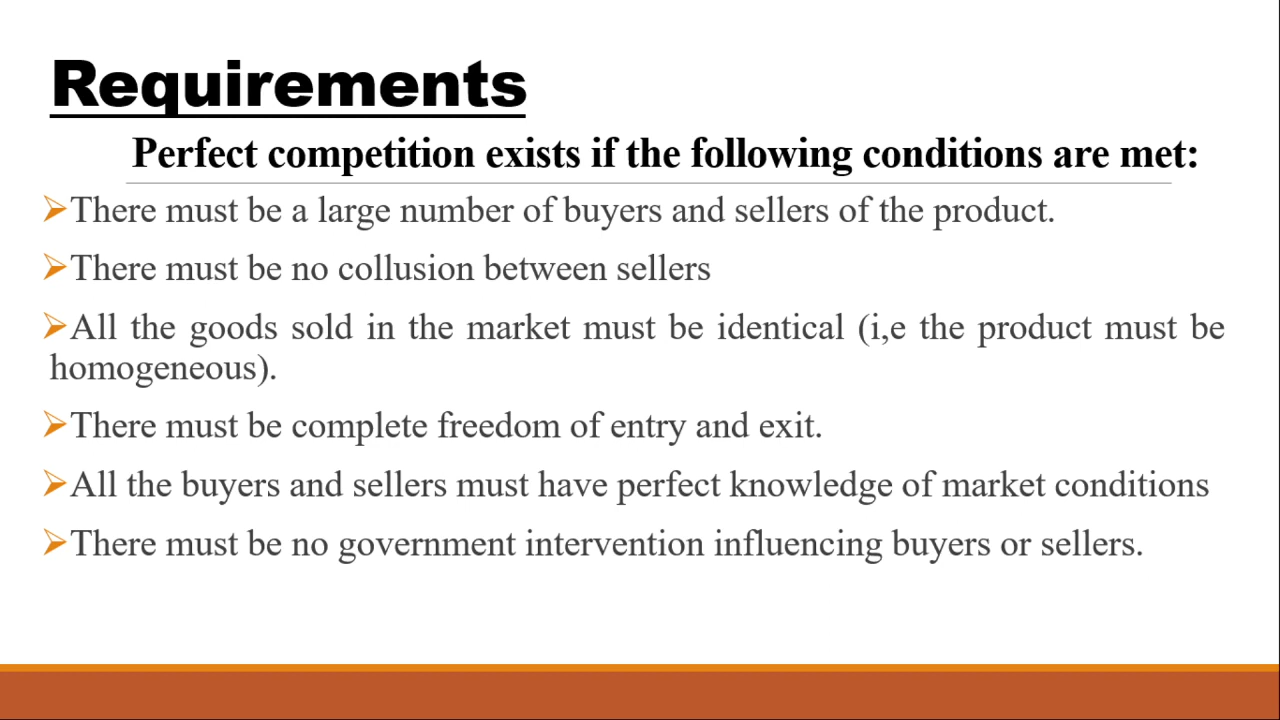 Requirements
Perfect competition exists if the following conditions are met:
➢There must be a large number of buyers and sellers of the product.
➢There must be no collusion between sellers
➢All the goods sold in the market must be identical (i,e the product must be
homogeneous).
➢There must be complete freedom of entry and exit.
➢All the buyers and sellers must have perfect knowledge of market conditions
➢There must be no government intervention influencing buyers or sellers.